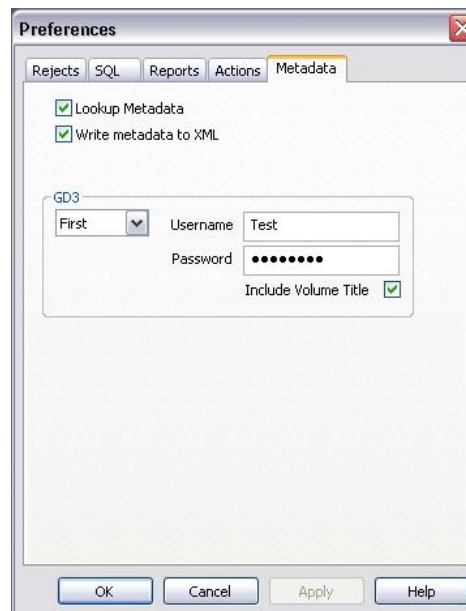 Preferences
Rejects SQL Reports Actions Metadata
Lookup Metadata
Write metadata to XML
GD3
First Username Test
Password ●●●●●●●●
Include Volume Title
OK Cancel Apply Help